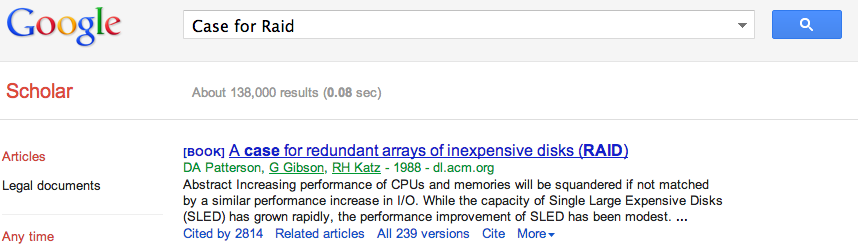 Google
Case for Raid
Scholar
About 138,000 results (0.08 sec)
Articles
Legal documents
Any time
[BOOK] A case for redundant arrays of inexpensive disks (RAID)
DA Patterson, G Gibson, RH Katz - 1988 - dl.acm.org
Abstract Increasing performance of CPUs and memories will be squandered if not matched
by a similar performance increase in I/O. While the capacity of Single Large Expensive Disks
(SLED) has grown rapidly, the performance improvement of SLED has been modest. ...
Cited by 2814 Related articles All 239 versions Cite More